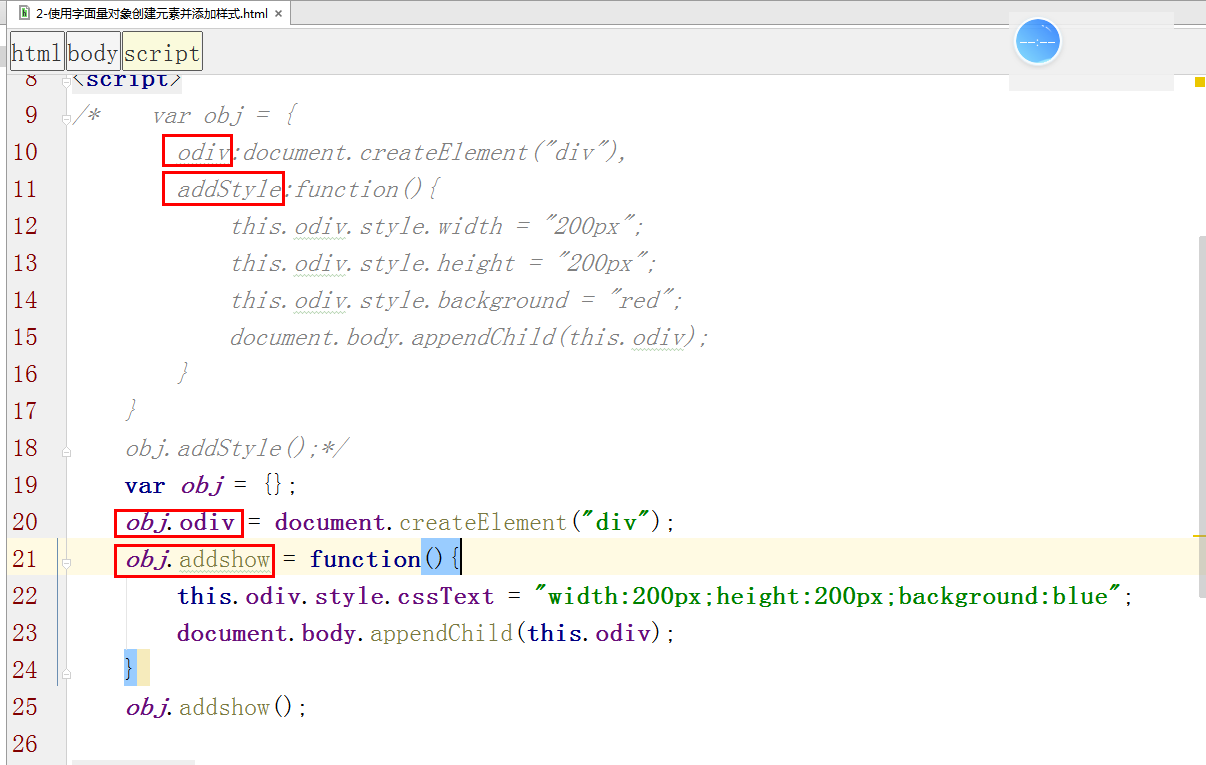 2-使用字面量对象创建元素并添加样式.html ×
html body script
--:--
8 <script>
9 /* var obj = {
10 odiv:document.createElement("div"),
11 addStyle:function(){
12 this.odiv.style.width = "200px";
13 this.odiv.style.height = "200px";
14 this.odiv.style.background = "red";
15 document.body.appendChild(this.odiv);
16 }
17 }
18 obj.addStyle();*/
19 var obj = {};
20 obj.odiv = document.createElement("div");
21 obj.addshow = function(){
22 this.odiv.style.cssText = "width:200px;height:200px;background:blue";
23 document.body.appendChild(this.odiv);
24 }
25 obj.addshow();
26